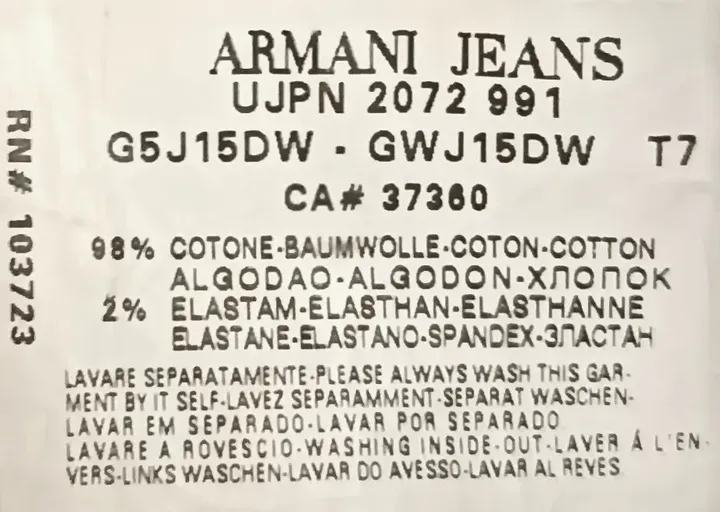 ARMANI JEANS
UJPN 2072 991
G5J15DW - GWJ15DW T7
CA# 37360
98% COTONE-BAUMWOLLE-COTON-COTTON
ALGODAO-ALGODON-ХЛОПОК
2% ELASTAM-ELASTHAN-ELASTHANNE
ELASTANE-ELASTANO-SPANDEX-ЗПАСТАН
LAVARE SEPARATAMENTE-PLEASE ALWAYS WASH THIS GAR-
MENT BY IT SELF-LAVEZ SEPARAMMENT-SEPARAT WASCHEN-
LAVAR EM SEPARADO-LAVAR POR SEPARADO
LAVARE A ROVESCIO-WASHING INSIDE-OUT-LAVER Á L'EN-
VERS-LINKS WASCHEN-LAVAR DO AVESSO-LAVAR AL REVES
RN# 103723